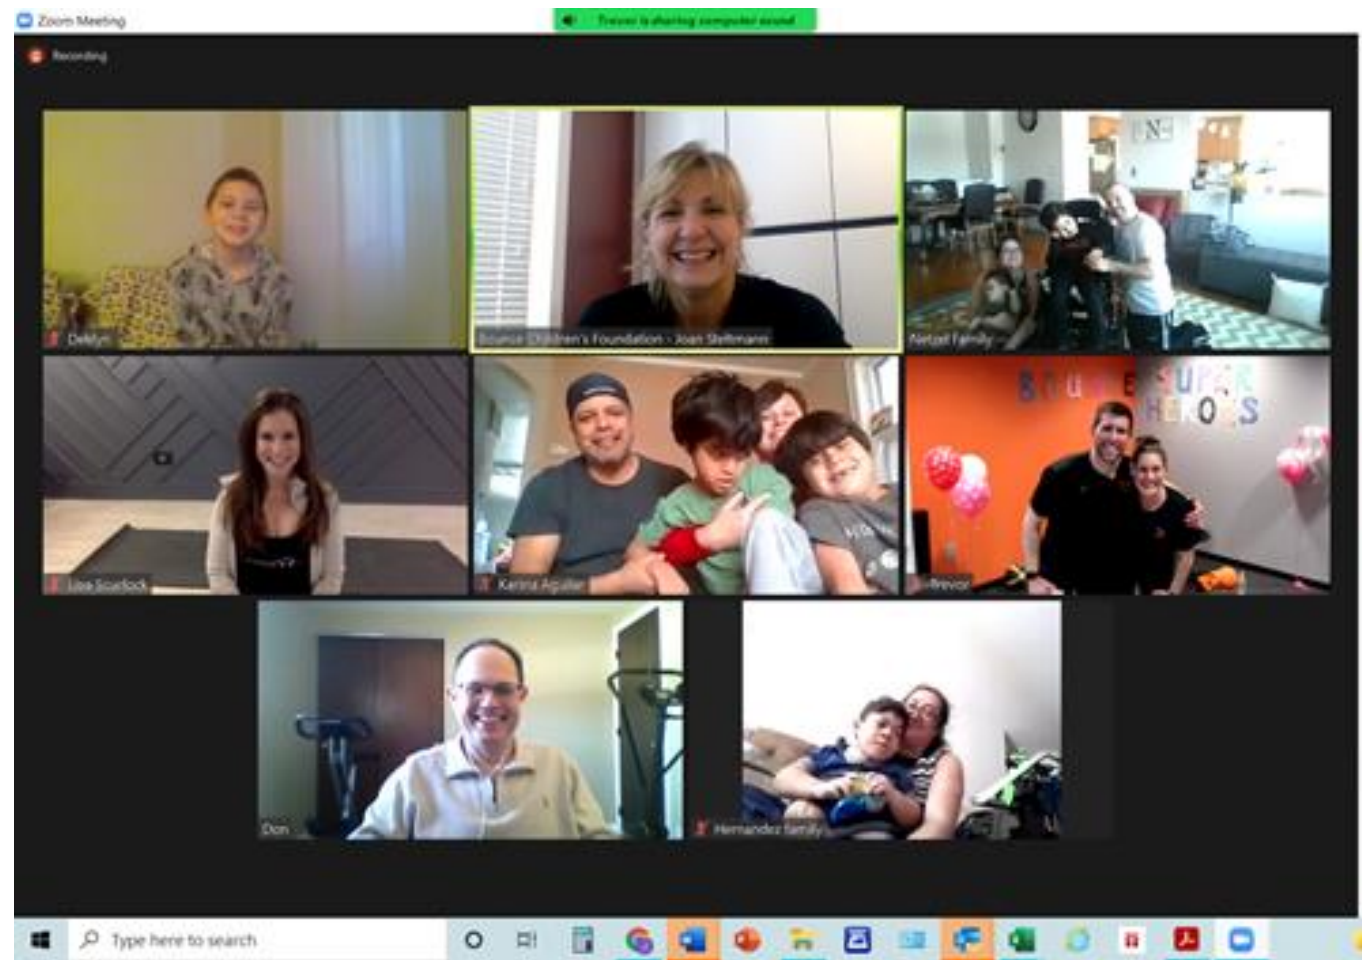 Zoom Meeting
Trevor is sharing computer sound
Recording
Deklyn
Bounce Children's Foundation - Joan Steltmann
Netzel Family
N
BOUNCE SUPER
HEROES
Lisa Scurlock
Karina Aguilar
Trevor
Don
Hernandez family
Type here to search